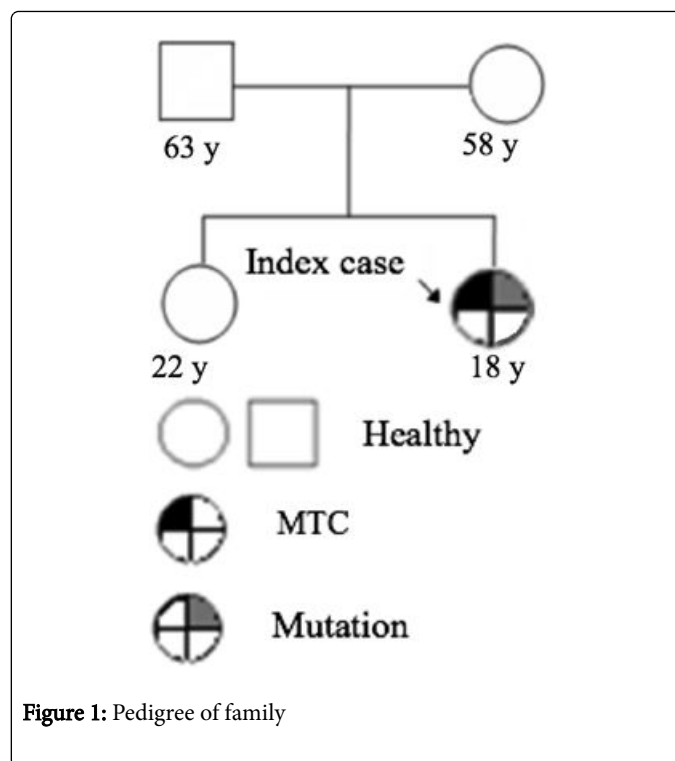 63 y
58 y
Index case
22 y
18 y
Healthy
MTC
Mutation
Figure 1: Pedigree of family